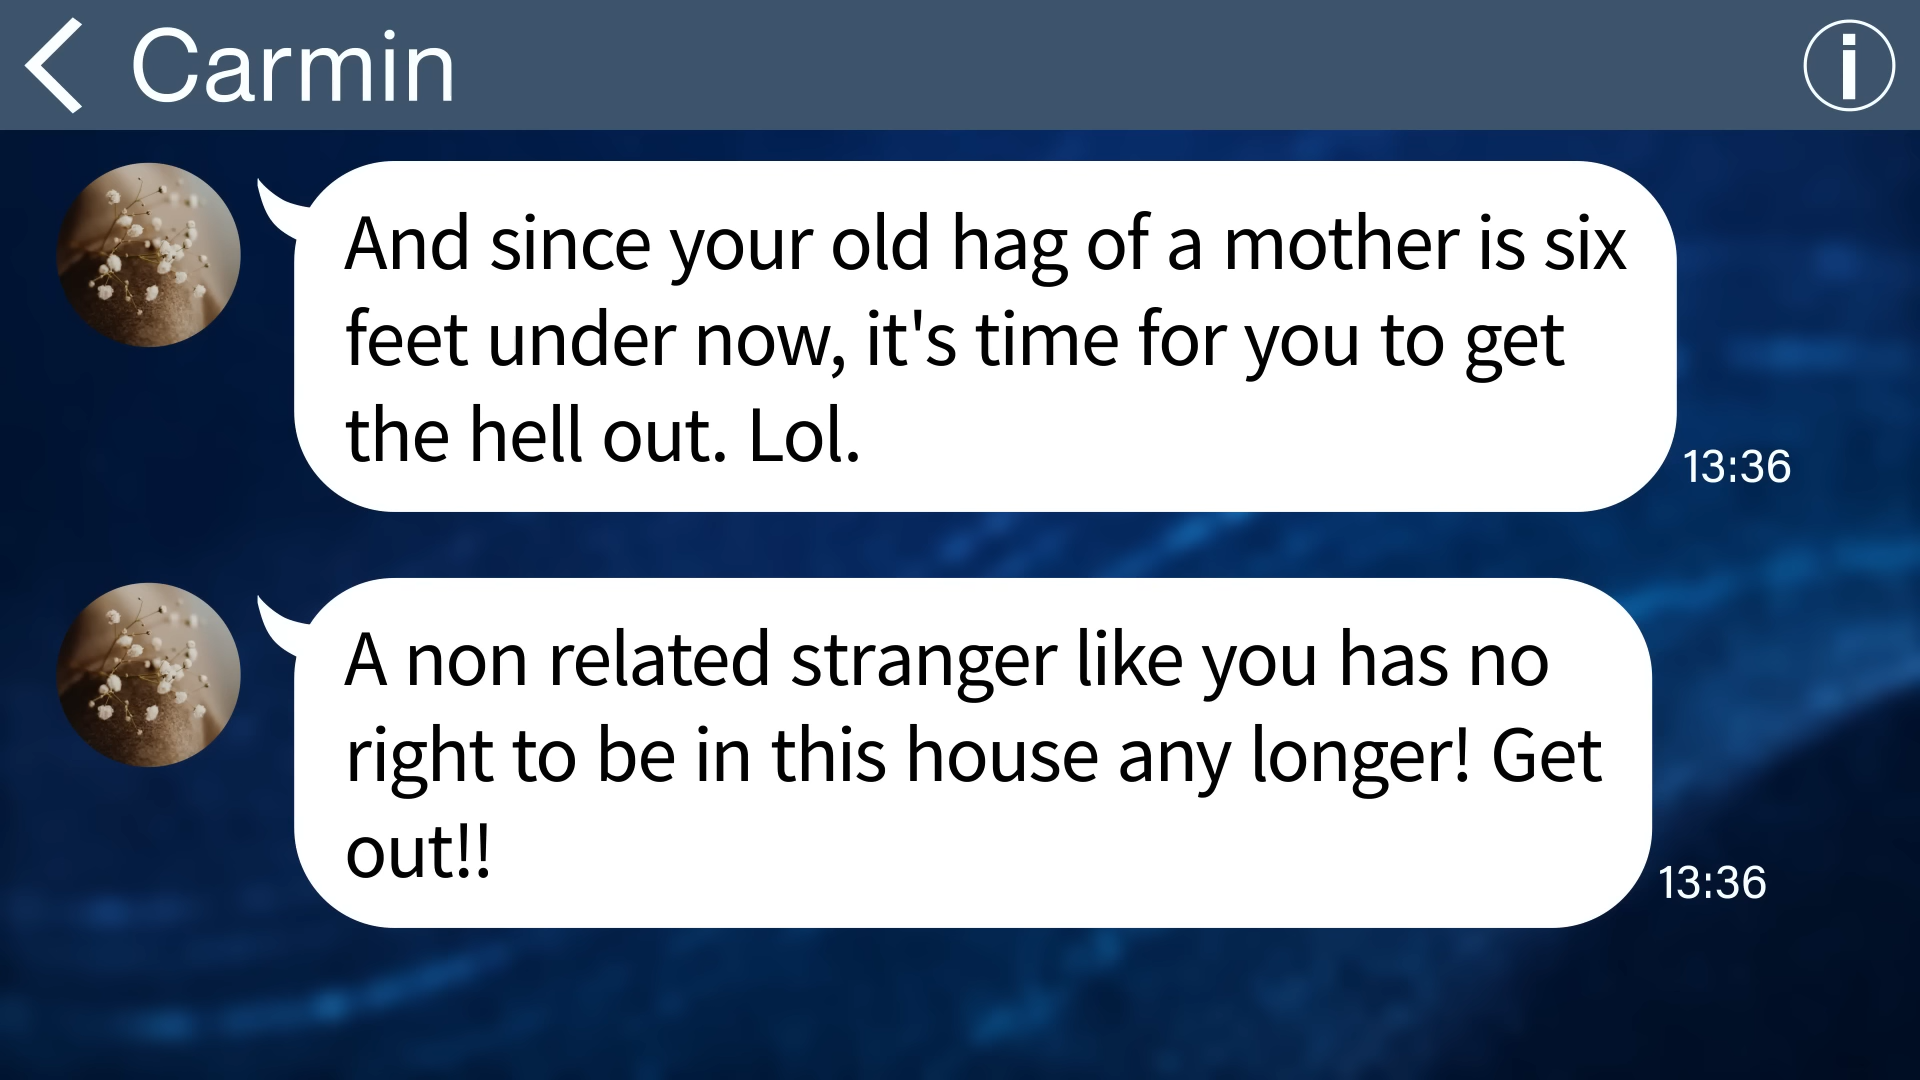 Carmin
And since your old hag of a mother is six
feet under now, it's time for you to get
the hell out. Lol.
13:36
A non related stranger like you has no
right to be in this house any longer! Get
out!!
13:36